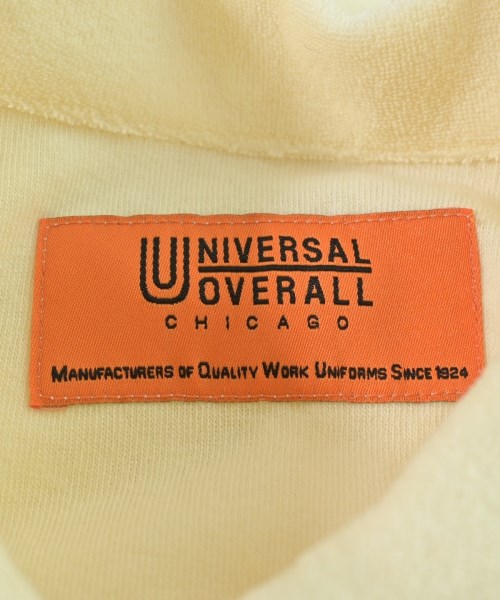 UNIVERSAL
OVERALL
CHICAGO
MANUFACTURERS OF QUALITY WORK UNIFORMS SINCE 1924